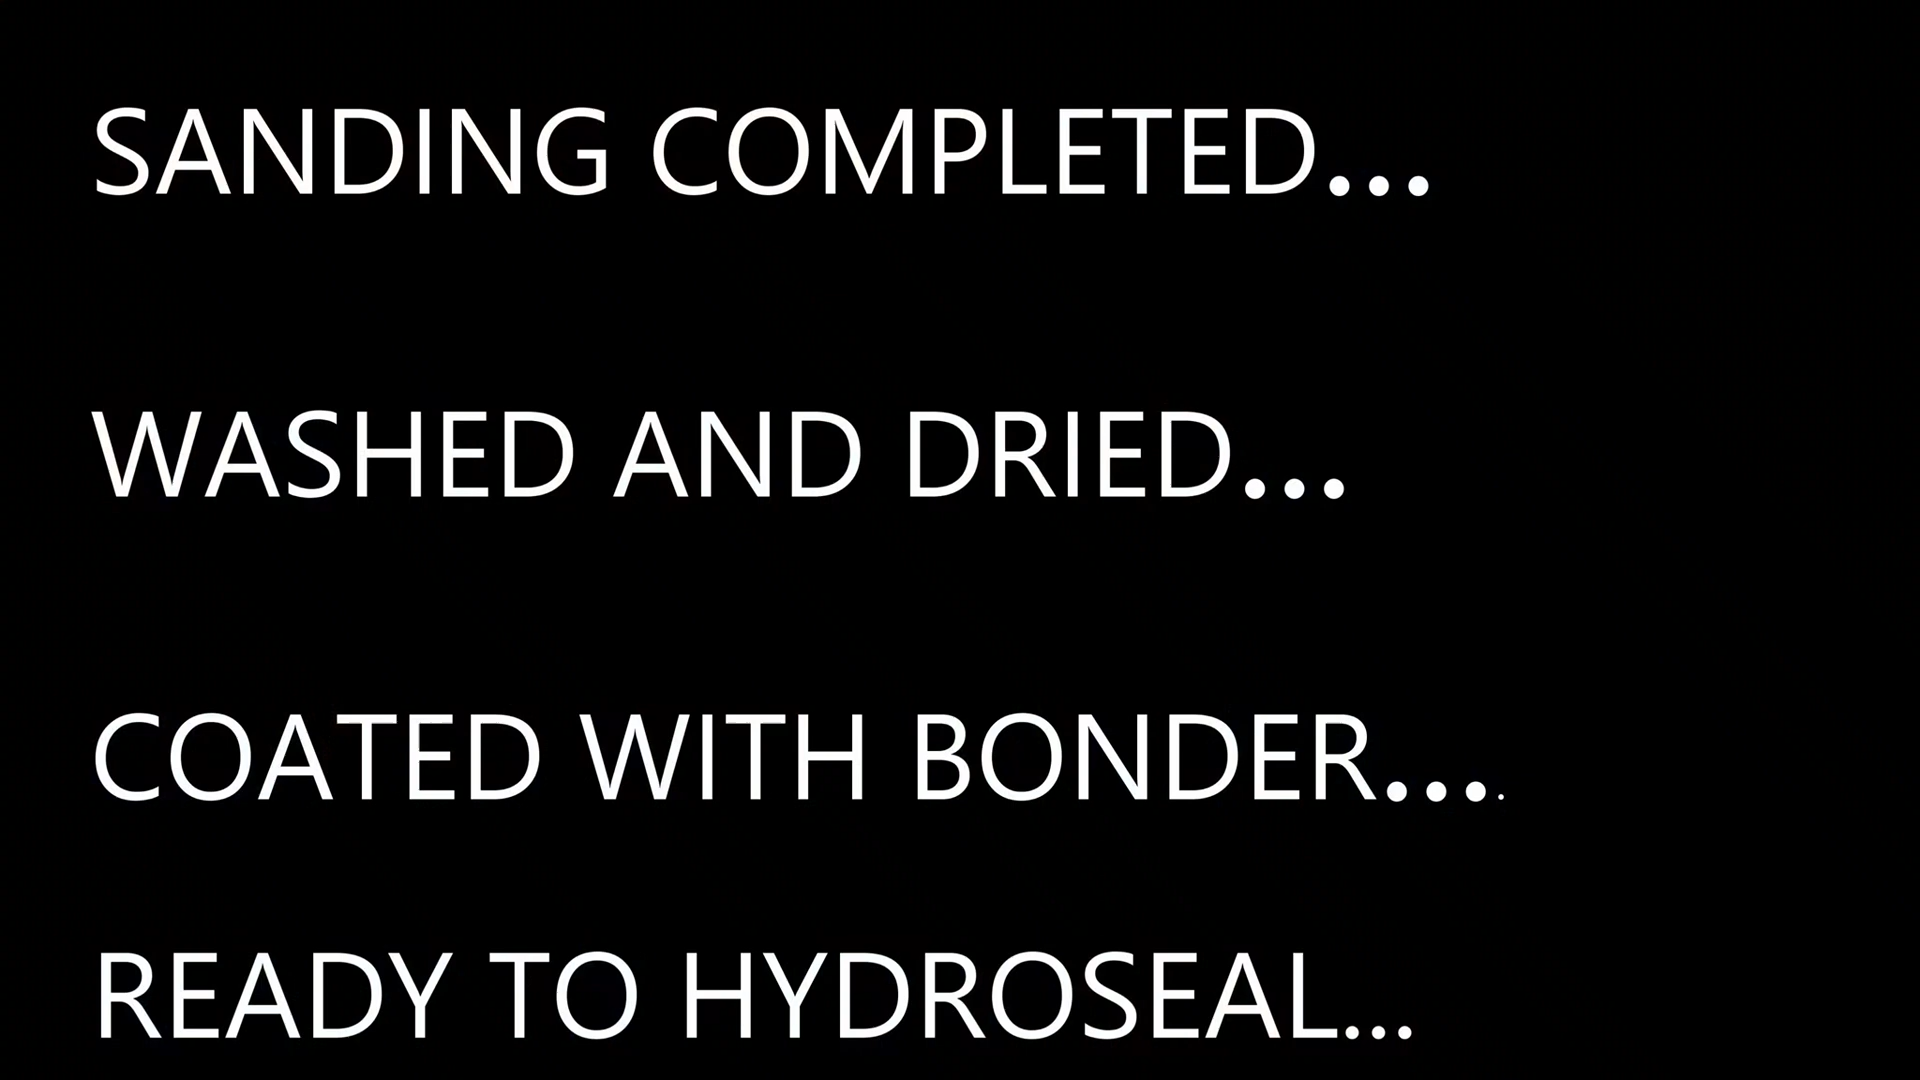 SANDING COMPLETED...
WASHED AND DRIED...
COATED WITH BONDER....
READY TO HYDROSEAL...